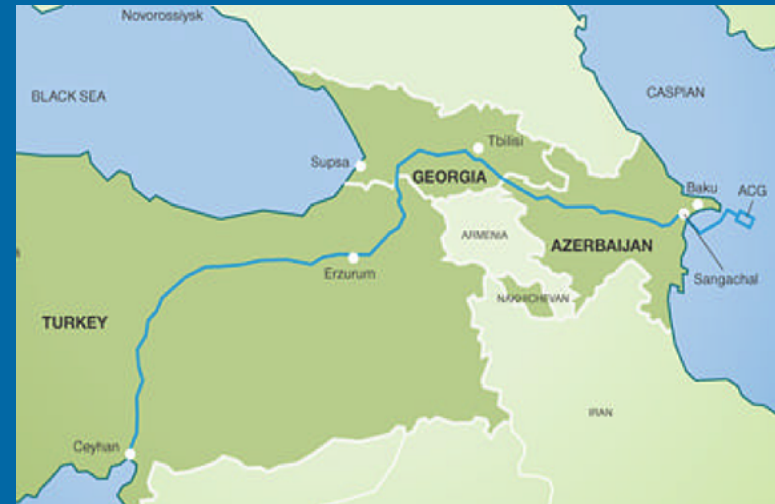 Novorossiysk
BLACK SEA
CASPIAN
Tbilisi
Supsa
GEORGIA
Baku
ACG
ARMENIA
AZERBAIJAN
Erzurum
Sangachal
NAKHICHEVAN
TURKEY
IRAN
Ceyhan